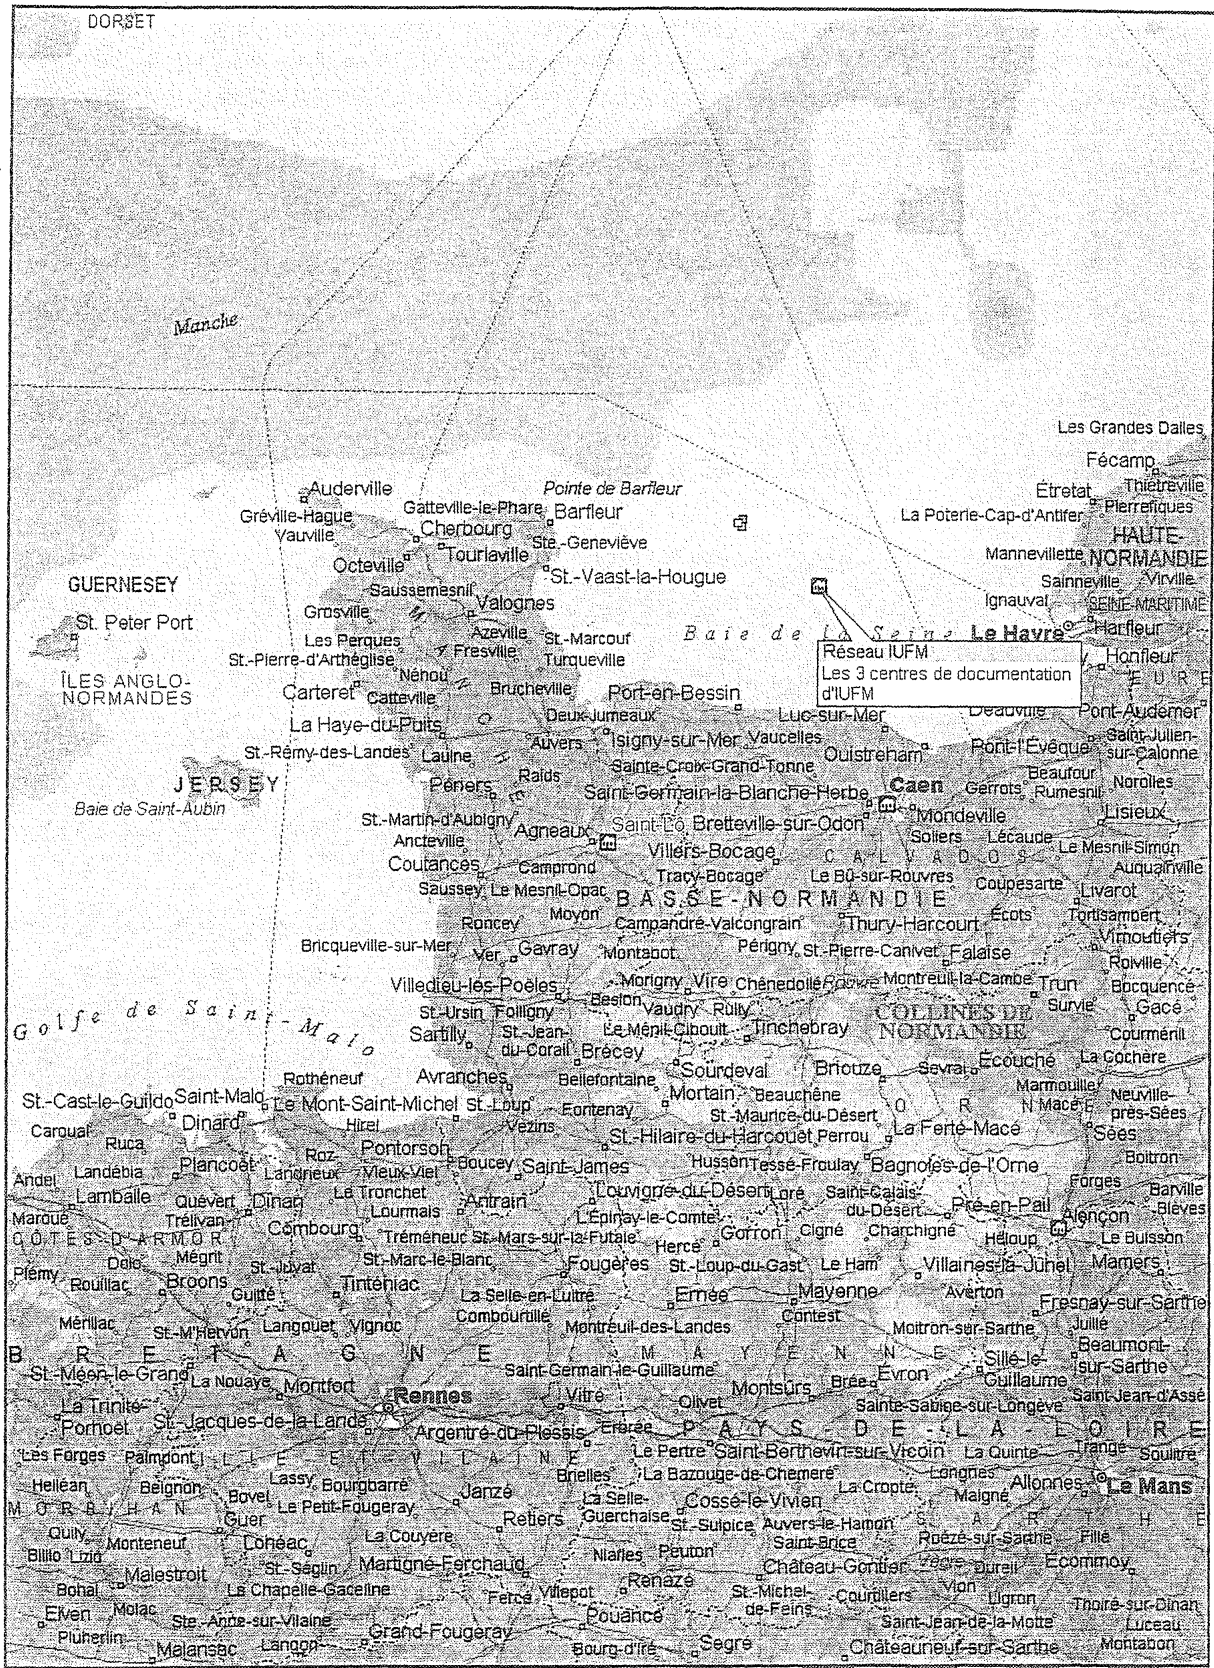 DORSET
Manche
Les Grandes Dalles
Fécamp
Auderville
Pointe de Barfleur
Étretat
Thiétréville
Gréville-Hague
Gatteville-le-Phare
Barfleur
La Poterie-Cap-d'Antifer
Pierrefiques
Vauville
Cherbourg
Ste.-Geneviève
HAUTE-
NORMANDIE
Octeville
Tourlaville
Mannevillette
GUERNESEY
Saussemesnil
St.-Vaast-la-Hougue
Sainneville
Virville
St. Peter Port
Grosville
Valognes
Ignauval
SEINE-MARITIME
Les Perques
Azeville
St.-Marcouf
Baie de la Seine
Le Havre
Harfleur
St.-Pierre-d'Arthéglise
Fresville
Turqueville
Réseau IUFM
Les 3 centres de documentation
d'IUFM
Honfleur
ÎLES ANGLO-
NORMANDES
Néhou
EURE
Carteret
Catteville
Brucheville
Port-en-Bessin
La Haye-du-Puits
Deux-Jumeaux
Luc-sur-Mer
Deauville
Pont-Audemer
St.-Rémy-des-Landes
Laulne
Auvers
Isigny-sur-Mer
Vaucelles
Ouistreham
Pont-l'Évêque
Saint-Julien-
sur-Calonne
JERSEY
Périers
Raids
Sainte-Croix-Grand-Tonne
Caen
Beaufour
Norolles
Baie de Saint-Aubin
Saint-Germain-la-Blanche-Herbe
Gerrots
Rumesnil
St.-Martin-d'Aubigny
Agneaux
Saint-Lô
Bretteville-sur-Odon
Mondeville
Lisieux
Ancteville
Villers-Bocage
Soliers
Lécaude
Le Mesnil-Simon
Coutances
Camprond
Tracy-Bocage
CALVADOS
Auquainville
Saussey
Le Mesnil-Opac
Le Bû-sur-Rouvres
Coupesarte
Livarot
BASSE-NORMANDIE
Roncey
Moyon
Campandré-Valcongrain
Thury-Harcourt
Écots
Tortisambert
Bricqueville-sur-Mer
Ver
Gavray
Montabot
Périgny
St.-Pierre-Canivet
Falaise
Vimoutiers
Roiville
Villedieu-les-Poêles
Morigny
Vire
Chênedollé
Montreuil-la-Cambe
Trun
Bocquencé
Golfe de Saint-Malo
St.-Ursin
Folligny
Beslon
Vaudry
Rully
COLLINES DE
NORMANDIE
Survie
Gacé
Sartilly
St.-Jean-
du-Corail
Le Ménil-Ciboult
Tinchebray
Courménil
Brécey
Sourdeval
Briouze
Sevrai
Écouché
La Cochère
Rothéneuf
Avranches
Bellefontaine
Mortain
Beauchêne
Marmouillé
Neuville-
près-Sées
St.-Cast-le-Guildo
Saint-Malo
Le Mont-Saint-Michel
St.-Loup
Fontenay
St.-Maurice-du-Désert
ORNE
Macé
Caroual
Dinard
Hirel
Vezins
La Ferté-Macé
Sées
Ruca
Roz-
Landrieux
Pontorson
St.-Hilaire-du-Harcouët
Perrou
Boitron
Andel
Landébia
Plancoët
Vieux-Viel
Boucey
Saint-James
Husson
Tessé-Froulay
Bagnoles-de-l'Orne
Forges
Lamballe
Quévert
Dinan
Le Tronchet
Antrain
Louvigné-du-Désert
Loré
Saint-Calais-
du-Désert
Pré-en-Pail
Barville
Maroué
Trélivan
Lourmais
L'Épinay-le-Comte
Alençon
Blèves
CÔTES-D'ARMOR
Combourg
Tréméheuc
St.-Mars-sur-la-Futaie
Gorron
Cigné
Charchigné
Héloup
Le Buisson
Dolo
Mégrit
St.-Juvat
St.-Marc-le-Blanc
Fougères
Hercé
St.-Loup-du-Gast
Le Ham
Villaines-la-Juhel
Mamers
Plémy
Rouillac
Broons
Guitté
Tinténiac
La Selle-en-Luitré
Ernée
Mayenne
Averton
Fresnay-sur-Sarthe
Mérillac
St.-M'Hervon
Langouet
Vignoc
Combourtillé
Montreuil-des-Landes
Contest
Moitron-sur-Sarthe
Juillé
BRETAGNE
MAYENNE
Beaumont-
sur-Sarthe
St.-Méen-le-Grand
La Nouaye
Montfort
Rennes
Saint-Germain-le-Guillaume
Montsûrs
Brée
Évron
Sillé-le-
Guillaume
La Trinité-
Porhoët
St.-Jacques-de-la-Lande
Vitré
Olivet
Sainte-Sabine-sur-Longève
Saint-Jean-d'Assé
Argentré-du-Plessis
PAYS-DE-LA-LOIRE
Les Forges
ILLE-ET-VILAINE
Le Pertre
Saint-Berthevin-sur-Vicoin
La Quinte
Trangé
Soulitré
Helléan
Beignon
Lassy
Bourgbarré
Brielles
La Bazouge-de-Chemeré
La Cropte
Longnes
Allonnes
Le Mans
MORBIHAN
Bovel
Le Petit-Fougeray
Janzé
La Selle-
Guerchaise
Cossé-le-Vivien
Maigné
Guer
Retiers
St.-Sulpice
Auvers-le-Hamon
SARTHE
Quily
Monteneuf
Lohéac
La Couyère
Saint-Brice
Roëzé-sur-Sarthe
Fillé
Billio
Lizio
Malestroit
St.-Séglin
Martigné-Ferchaud
Niafles
Peuton
Château-Gontier
Vègre
Dureil
Ecommoy
Bohal
La Chapelle-Gaceline
Fercé
Villepot
Renazé
St.-Michel-
de-Feins
Courtillers
Vion
Ligron
Elven
Molac
Ste.-Anne-sur-Vilaine
Pouancé
Saint-Jean-de-la-Motte
Thoiré-sur-Dinan
Pluherlin
Malansac
Langon
Grand-Fougeray
Bourg-d'Iré
Segré
Châteauneuf-sur-Sarthe
Luceau
Montabon